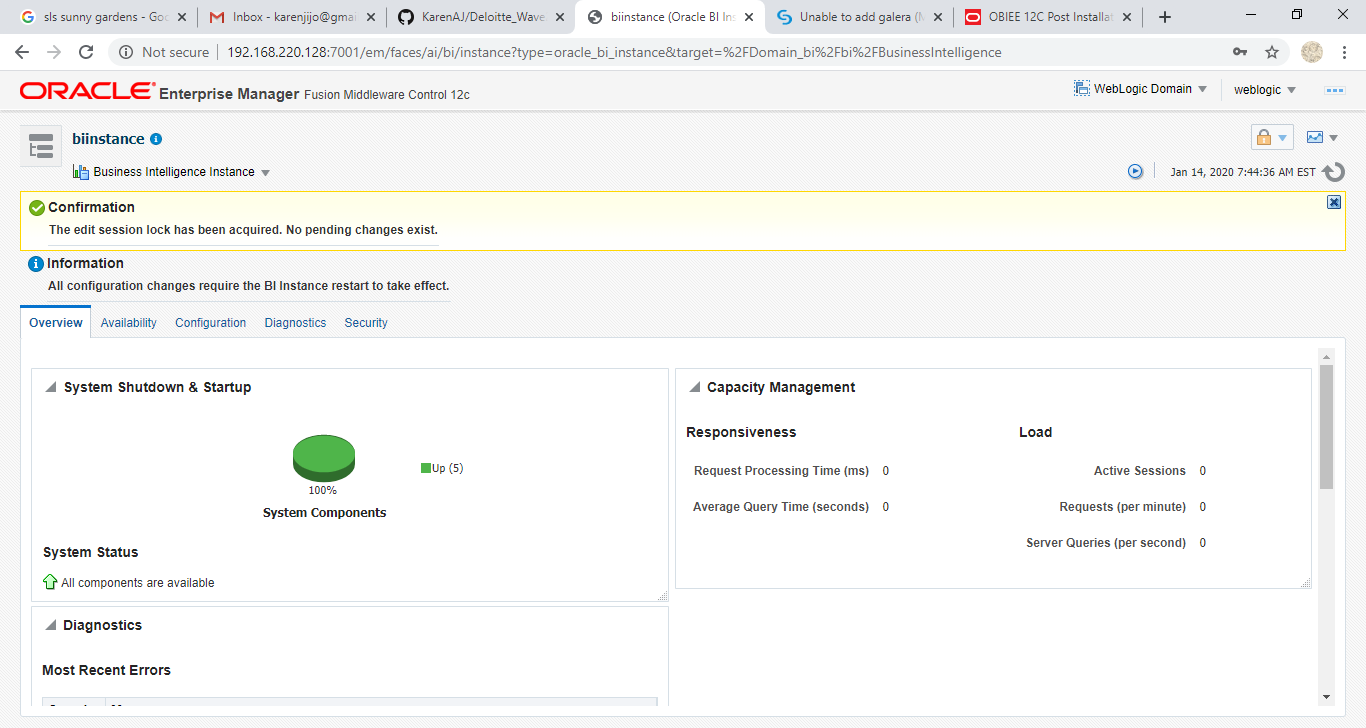 sls sunny gardens - Goo
Inbox - karenjijo@gmai
KarenAJ/Deloitte_Wave
biinstance (Oracle BI Ins
Unable to add galera (M
OBIEE 12C Post Installat
Not secure
192.168.220.128:7001/em/faces/ai/bi/instance?type=oracle_bi_instance&target=%2FDomain_bi%2Fbi%2FBusinessIntelligence
ORACLE Enterprise Manager Fusion Middleware Control 12c
WebLogic Domain
weblogic
biinstance
Business Intelligence Instance
Jan 14, 2020 7:44:36 AM EST
Confirmation
The edit session lock has been acquired. No pending changes exist.
Information
All configuration changes require the BI Instance restart to take effect.
Overview Availability Configuration Diagnostics Security
System Shutdown & Startup
Up (5)
100%
System Components
System Status
All components are available
Capacity Management
Responsiveness
Request Processing Time (ms) 0
Average Query Time (seconds) 0
Load
Active Sessions 0
Requests (per minute) 0
Server Queries (per second) 0
Diagnostics
Most Recent Errors